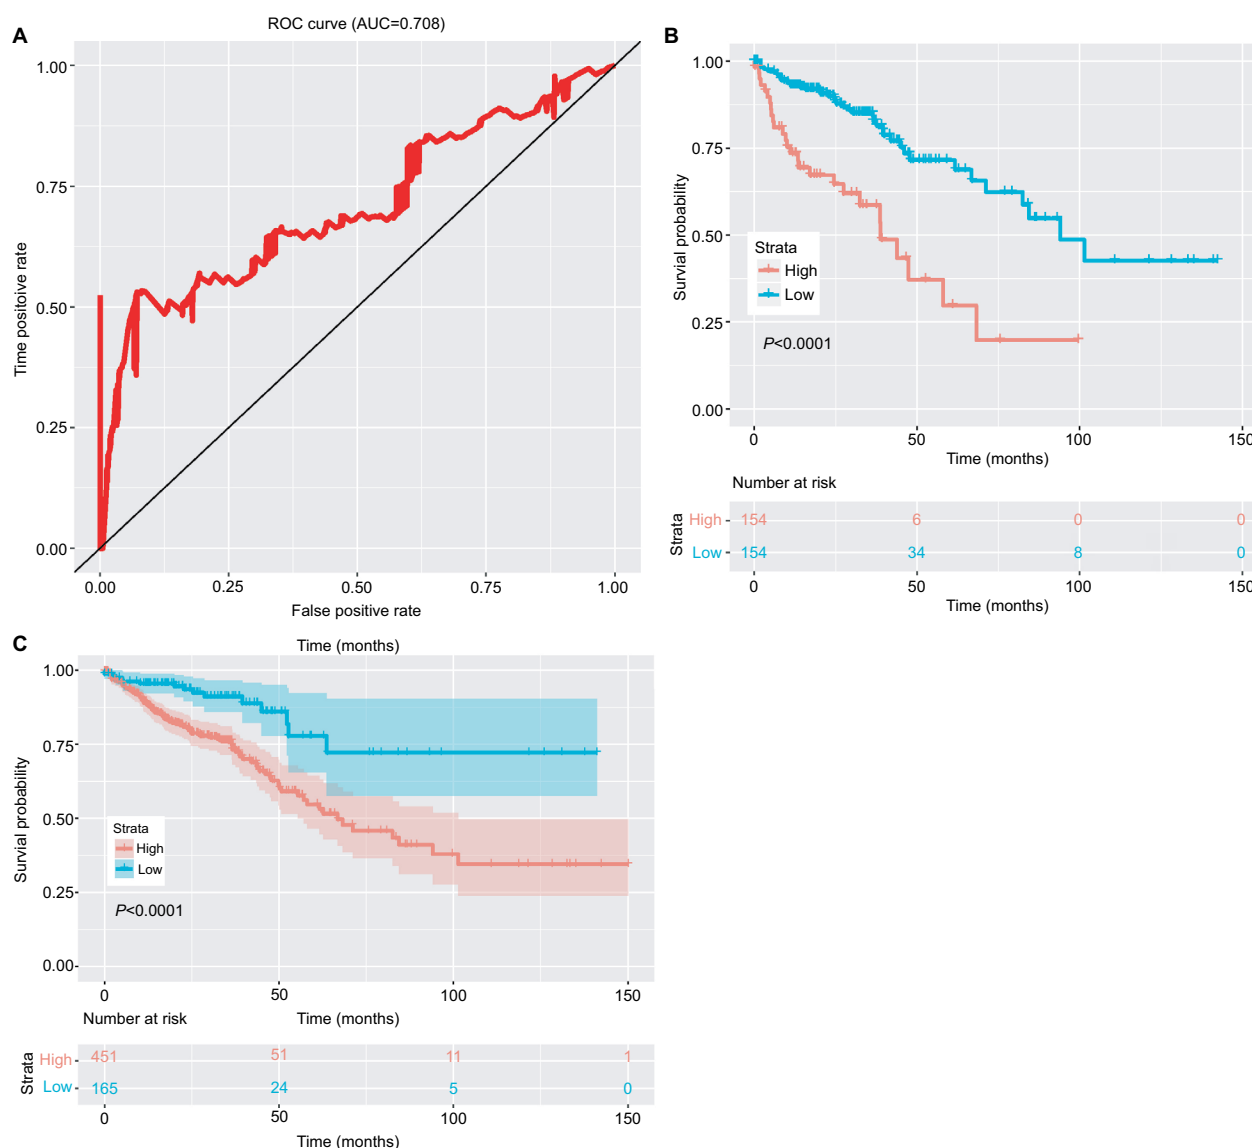 A
ROC curve (AUC=0.708)
1.00
0.75
0.50
0.25
0.00
Time positoive rate
0.00 0.25 0.50 0.75 1.00
False positive rate
B
1.00
0.75
0.50
0.25
0.00
Survial probability
Strata
High
Low
P<0.0001
0 50 100 150
Time (months)
Number at risk
Strata
High 154 6 0 0
Low 154 34 8 0
0 50 100 150
Time (months)
C
Time (months)
1.00
0.75
0.50
0.25
0.00
Survial probability
Strata
High
Low
P<0.0001
0 50 100 150
Number at risk
Time (months)
Strata
High 451 51 11 1
Low 165 24 5 0
0 50 100 150
Time (months)